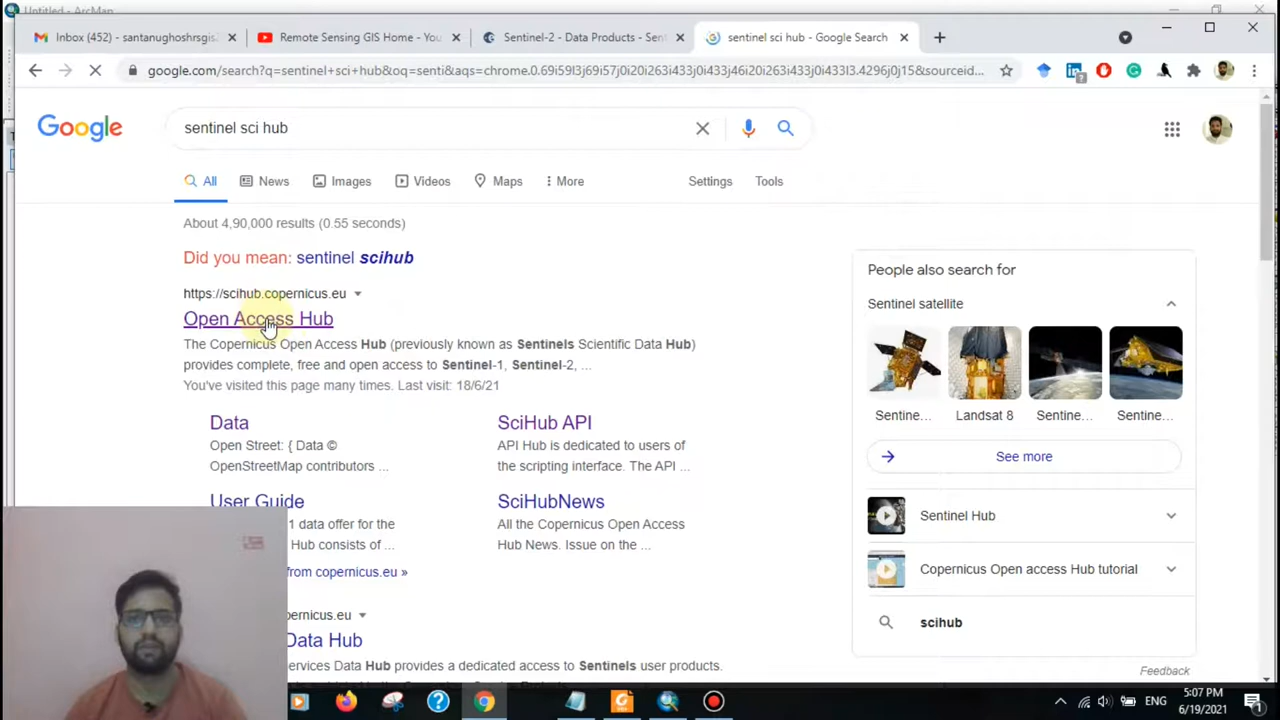 Untitled - ArcMap
Inbox (452) - santanughoshrsgis
Remote Sensing GIS Home - You
Sentinel-2 - Data Products - Sent
sentinel sci hub - Google Search
google.com/search?q=sentinel+sci+hub&oq=senti&aqs=chrome.0.69i59l3j69i57j0i20i263i433j0i433j46i20i263i433j0i433l3.4296j0j15&sourceid...
Google
sentinel sci hub
All
News
Images
Videos
Maps
More
Settings
Tools
About 4,90,000 results (0.55 seconds)
Did you mean: sentinel scihub
https://scihub.copernicus.eu
Open Access Hub
The Copernicus Open Access Hub (previously known as Sentinels Scientific Data Hub)
provides complete, free and open access to Sentinel-1, Sentinel-2, ...
You've visited this page many times. Last visit: 18/6/21
Data
Open Street: { Data ©
OpenStreetMap contributors ...
SciHub API
API Hub is dedicated to users of
the scripting interface. The API ...
User Guide
1 data offer for the
Hub consists of ...
SciHubNews
All the Copernicus Open Access
Hub News. Issue on the ...
from copernicus.eu »
pernicus.eu
Data Hub
ervices Data Hub provides a dedicated access to Sentinels user products.
People also search for
Sentinel satellite
Sentine...
Landsat 8
Sentine...
Sentine...
See more
Sentinel Hub
Copernicus Open access Hub tutorial
scihub
Feedback
ENG
5:07 PM
6/19/2021